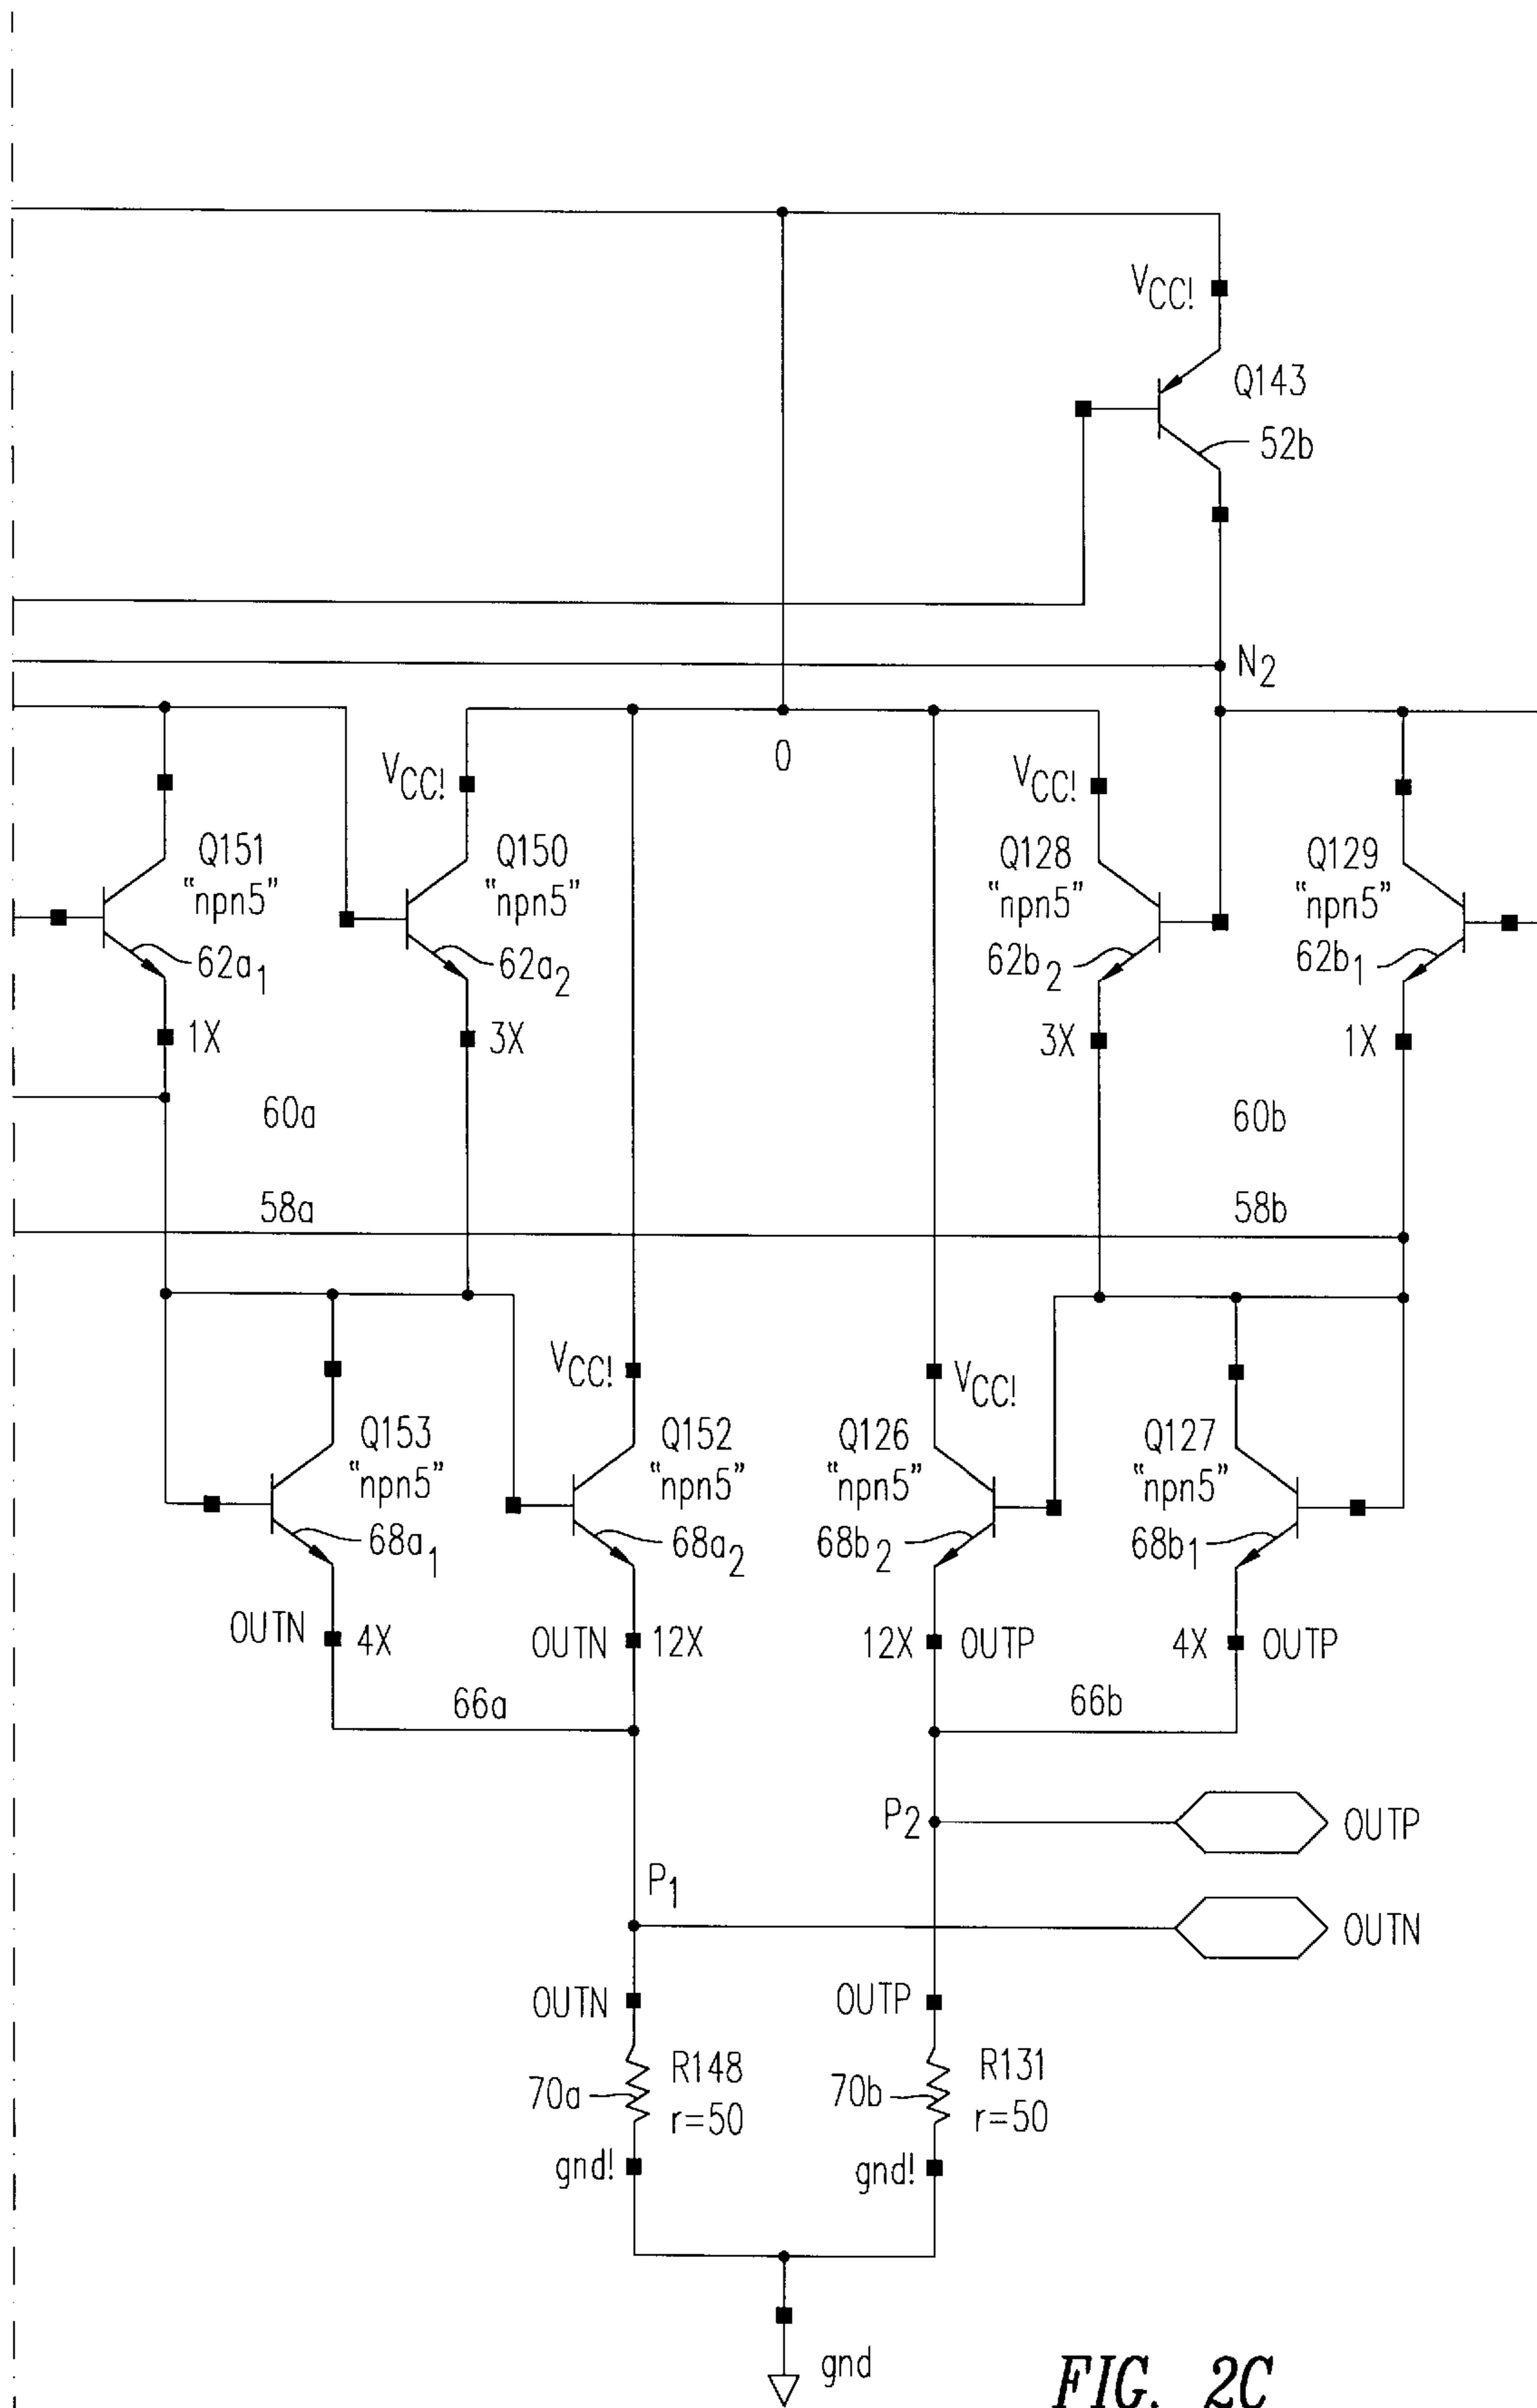 VCC!
Q143
52b
N2
0
VCC!
VCC!
Q151
"npn5"
62a1
1X
Q150
"npn5"
62a2
3X
Q128
"npn5"
62b2
3X
Q129
"npn5"
62b1
1X
60a
60b
58a
58b
VCC!
VCC!
Q153
"npn5"
68a1
OUTN
4X
Q152
"npn5"
68a2
OUTN
12X
Q126
"npn5"
68b2
12X
OUTP
Q127
"npn5"
68b1
4X
OUTP
66a
66b
P2
OUTP
P1
OUTN
OUTN
OUTP
70a
R148
r=50
70b
R131
r=50
gnd!
gnd!
gnd
FIG. 2C